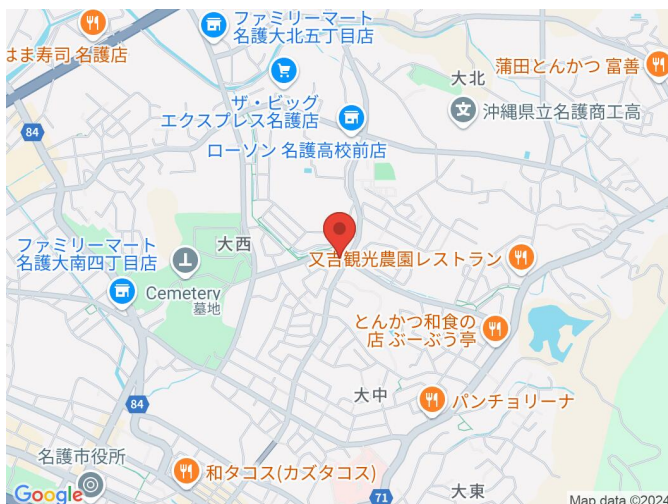 ファミリーマート
名護大北五丁目店
はま寿司 名護店
蒲田とんかつ 富善
大北
ザ・ビッグ
エクスプレス名護店
沖縄県立名護商工高
84
ローソン 名護高校前店
ファミリーマート
名護大南四丁目店
大西
又吉観光農園レストラン
Cemetery
墓地
とんかつ和食の
店 ぶーぶう亭
84
大中
パンチョリーナ
名護市役所
和タコス(カズタコス)
71
大東
Google
Map data ©2024